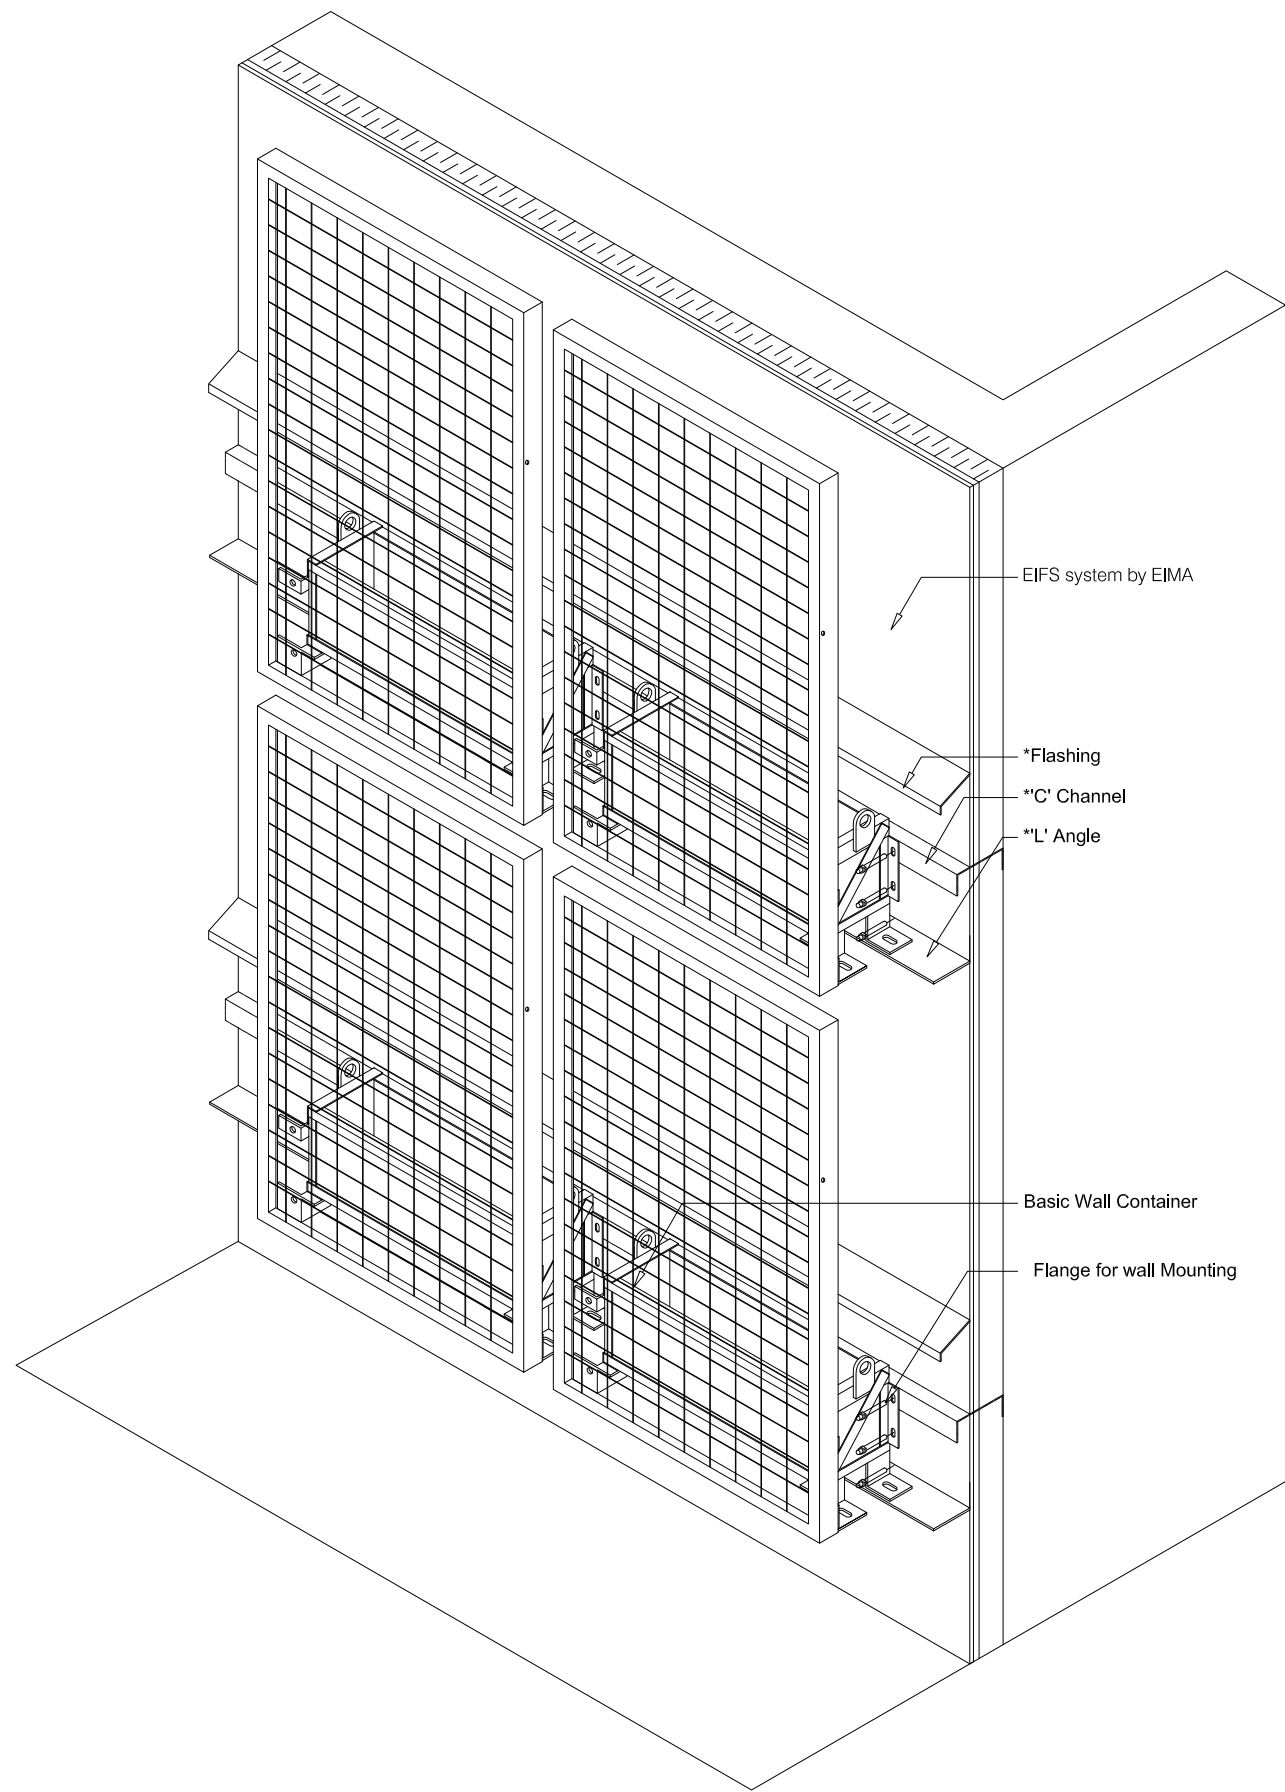 EIFS system by EIMA
*Flashing
*'C' Channel
*'L' Angle
Basic Wall Container
Flange for wall Mounting